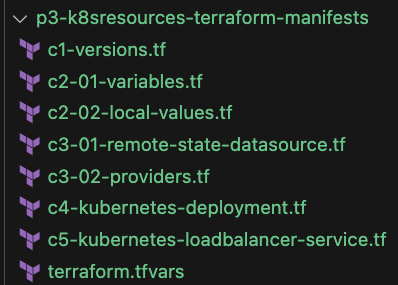 p3-k8sresources-terraform-manifests
c1-versions.tf
c2-01-variables.tf
c2-02-local-values.tf
c3-01-remote-state-datasource.tf
c3-02-providers.tf
c4-kubernetes-deployment.tf
c5-kubernetes-loadbalancer-service.tf
terraform.tfvars